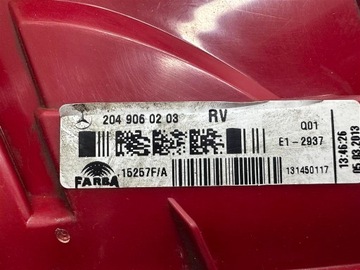 204 906 02 03 RV
Q01
E1-2937
FARBA
15257F/A
131450117
13:46:26
05.03.2013